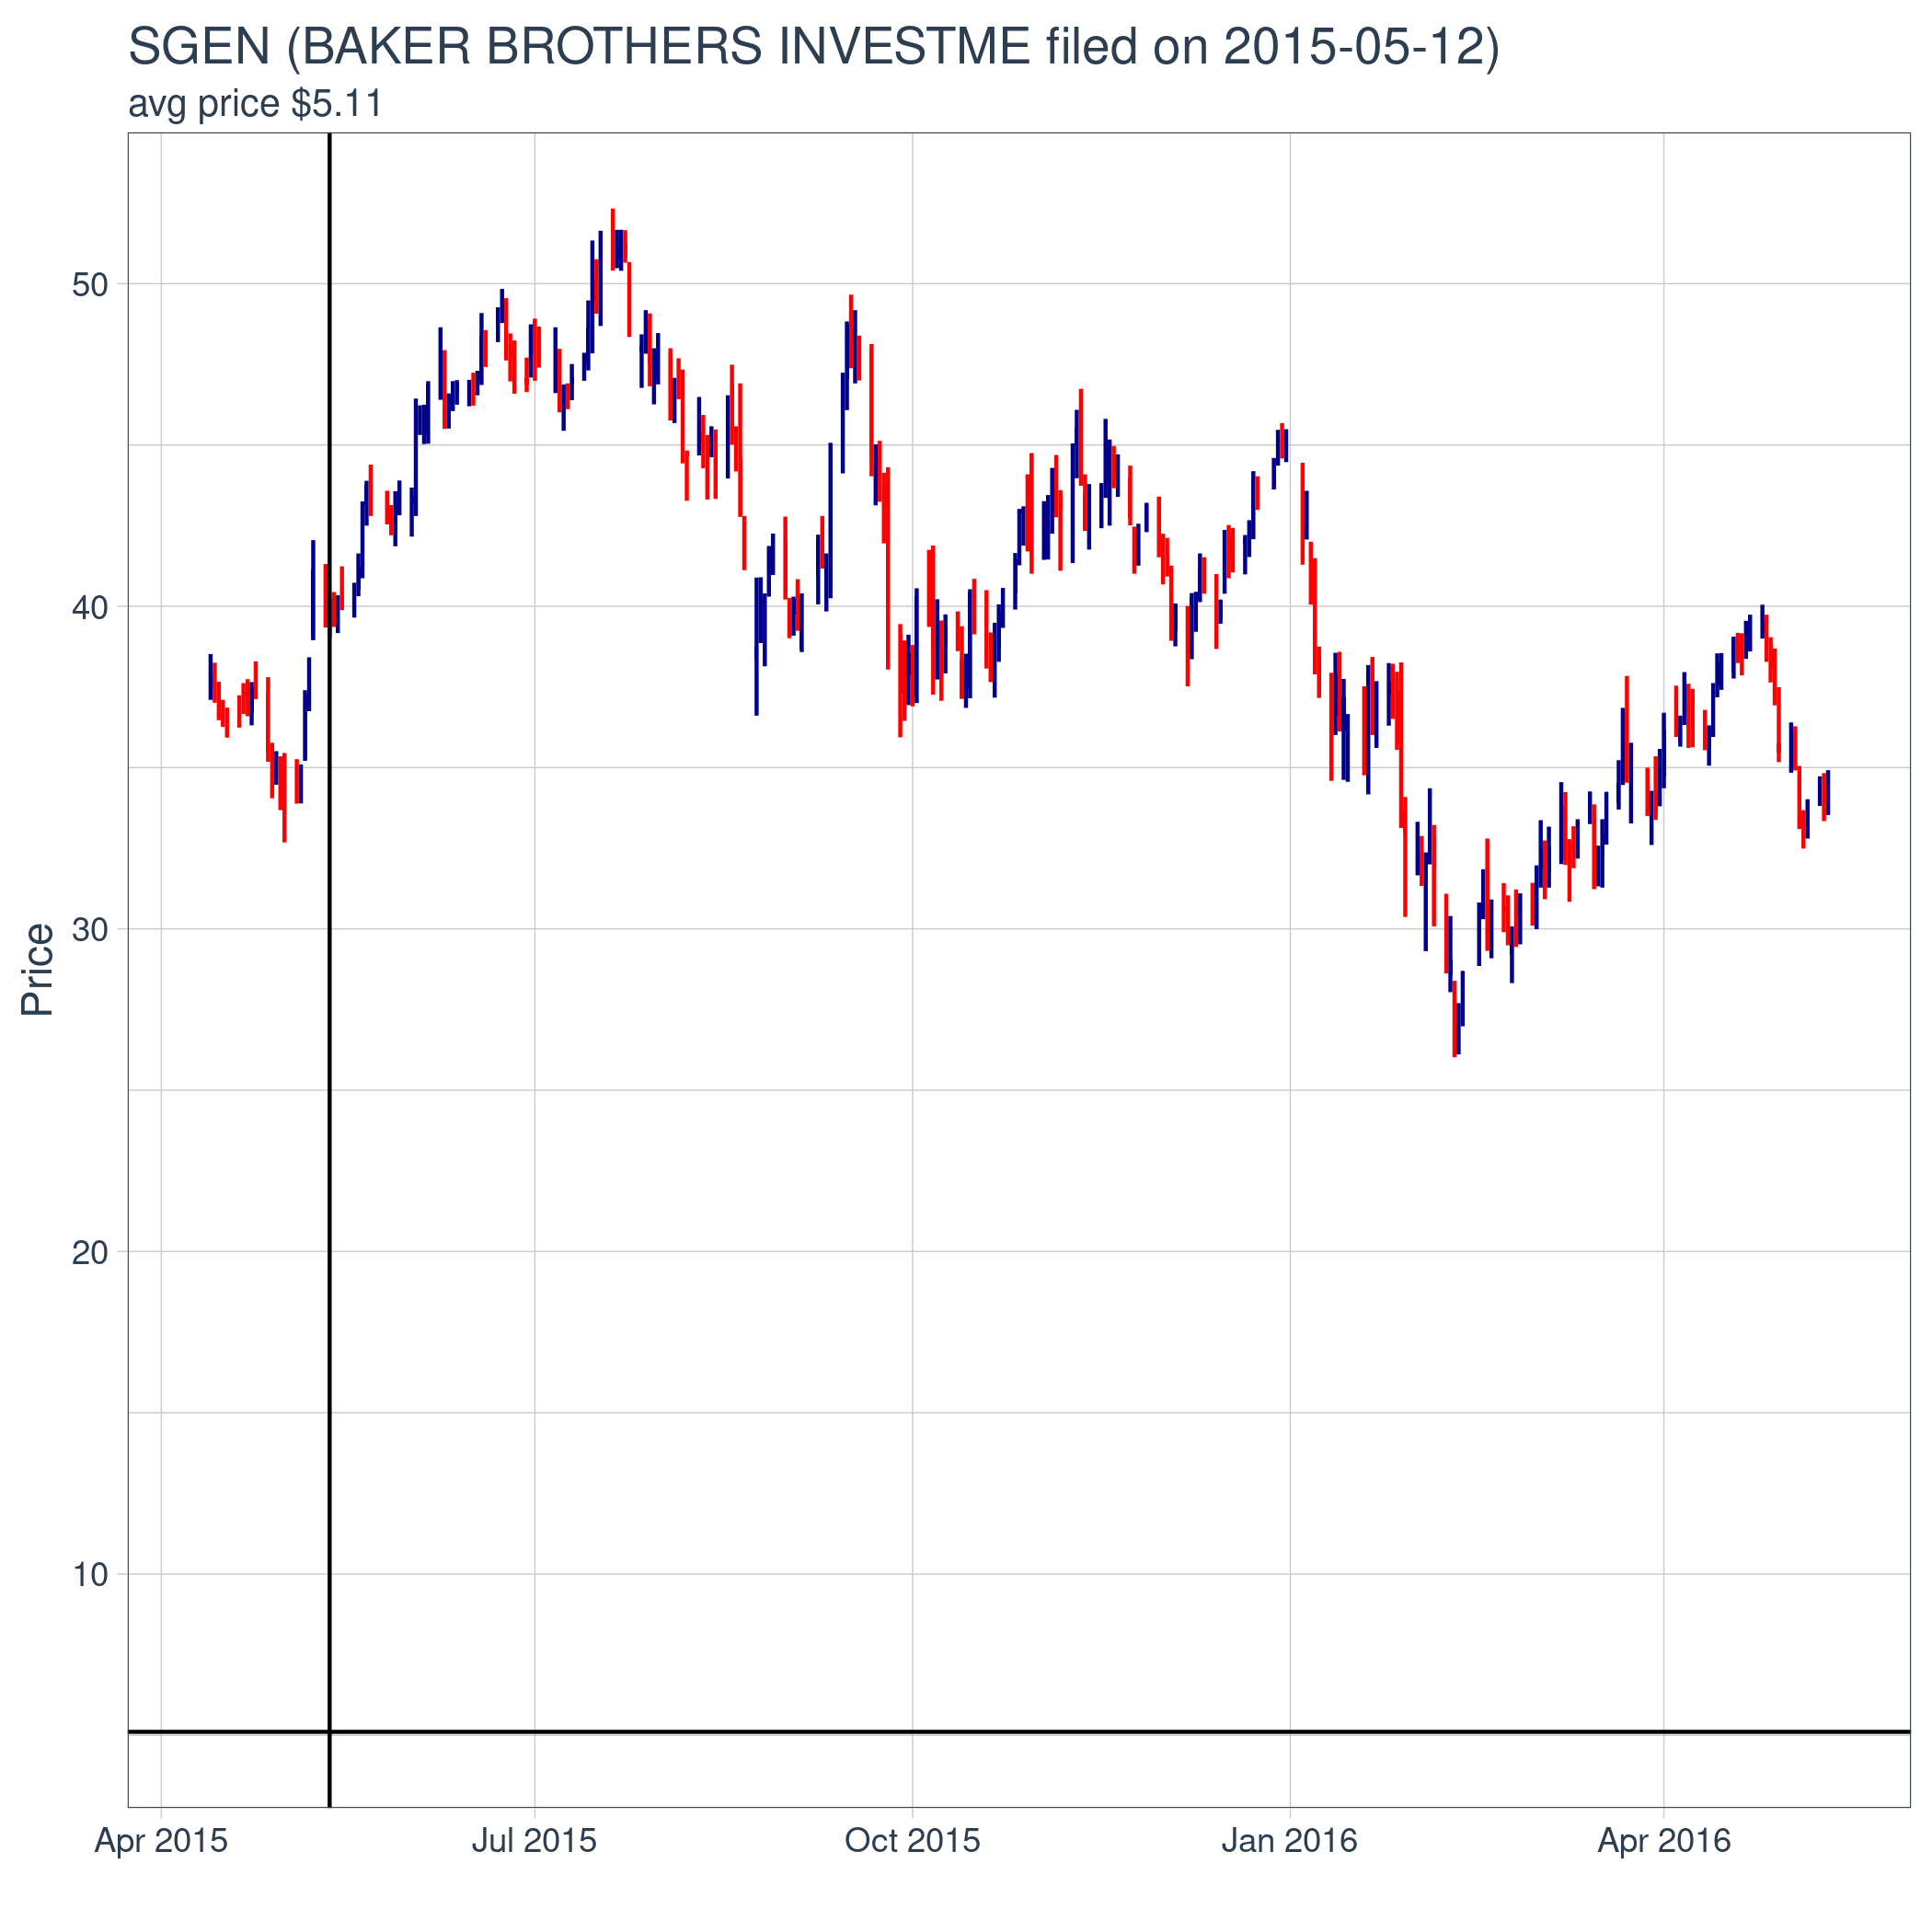 SGEN (BAKER BROTHERS INVESTME filed on 2015-05-12)
avg price $5.11
50
40
30
20
10
Price
Apr 2015
Jul 2015
Oct 2015
Jan 2016
Apr 2016